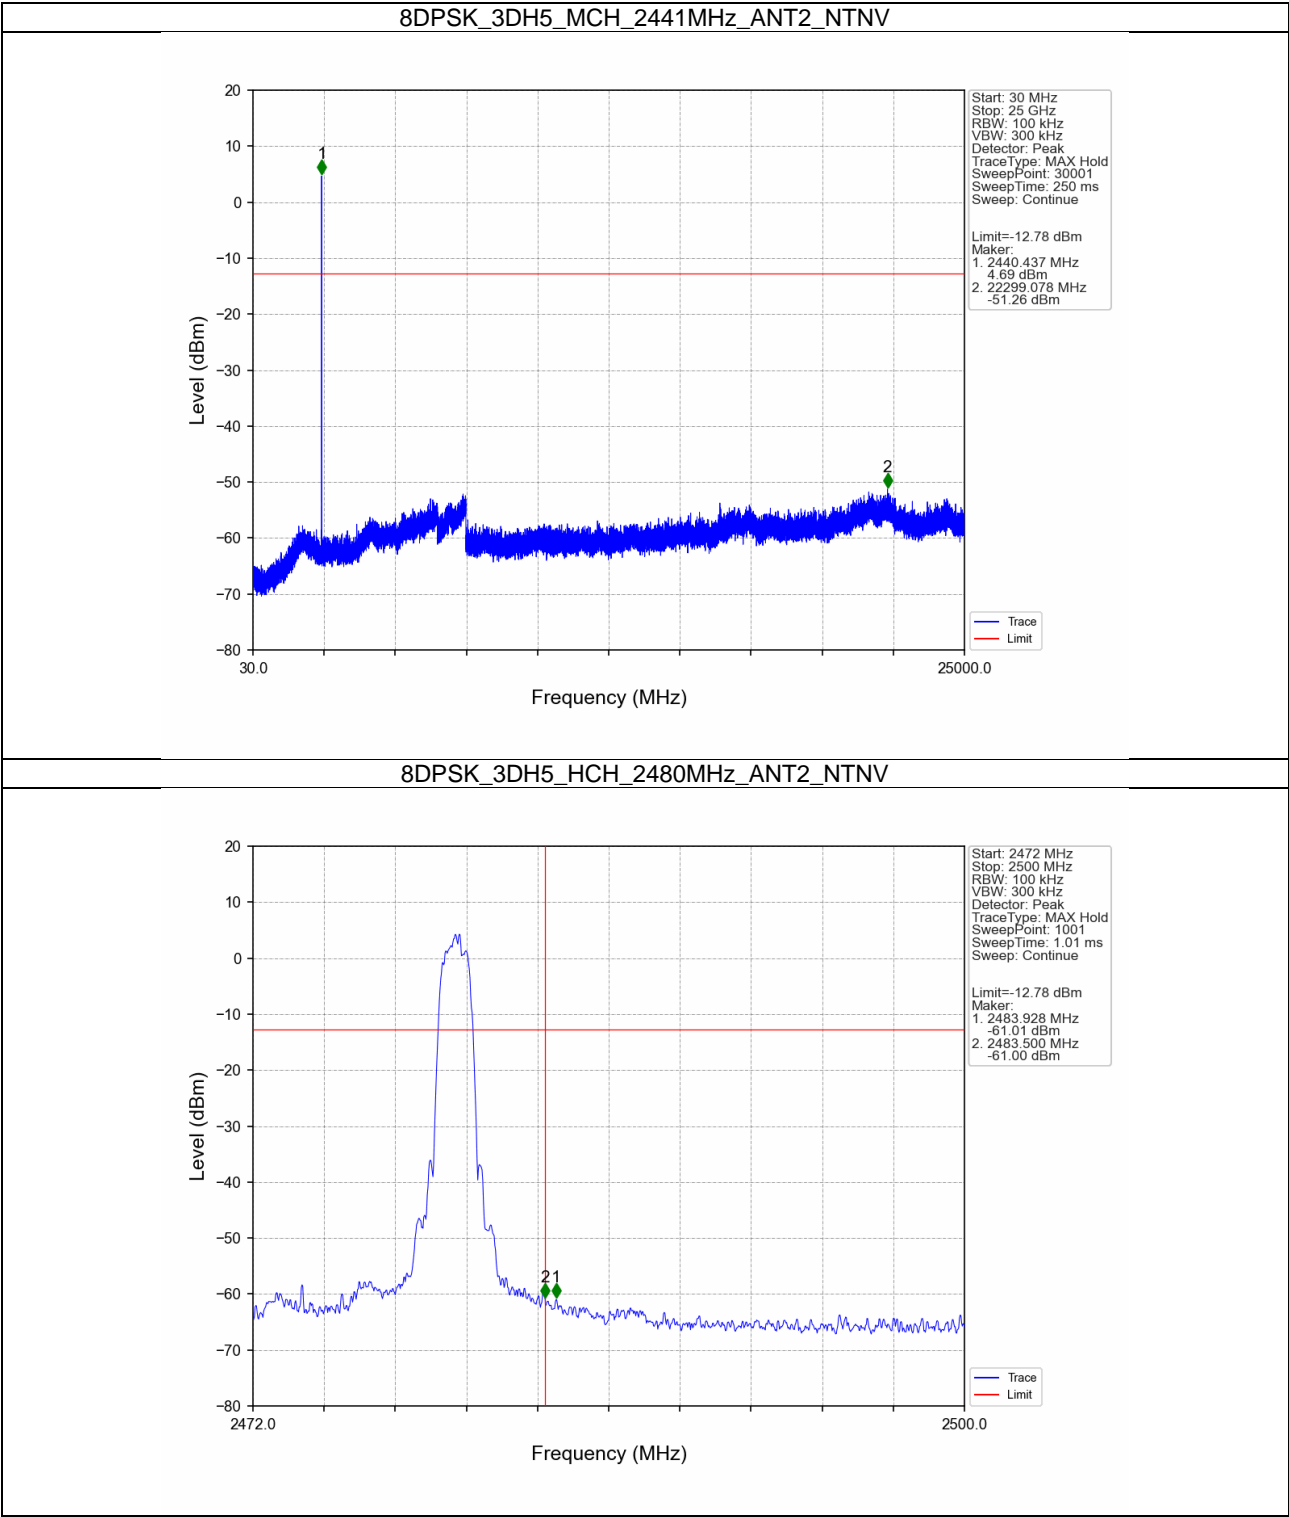 8DPSK_3DH5_MCH_2441MHz_ANT2_NTNV
20
10
0
−10
−20
−30
−40
−50
−60
−70
−80
Level (dBm)
30.0
25000.0
Frequency (MHz)
1
2
Start: 30 MHz
Stop: 25 GHz
RBW: 100 kHz
VBW: 300 kHz
Detector: Peak
TraceType: MAX Hold
SweepPoint: 30001
SweepTime: 250 ms
Sweep: Continue
Limit=-12.78 dBm
Maker:
1. 2440.437 MHz
4.69 dBm
2. 22299.078 MHz
-51.26 dBm
Trace
Limit
8DPSK_3DH5_HCH_2480MHz_ANT2_NTNV
20
10
0
−10
−20
−30
−40
−50
−60
−70
−80
Level (dBm)
2472.0
2500.0
Frequency (MHz)
21
Start: 2472 MHz
Stop: 2500 MHz
RBW: 100 kHz
VBW: 300 kHz
Detector: Peak
TraceType: MAX Hold
SweepPoint: 1001
SweepTime: 1.01 ms
Sweep: Continue
Limit=-12.78 dBm
Maker:
1. 2483.928 MHz
-61.01 dBm
2. 2483.500 MHz
-61.00 dBm
Trace
Limit